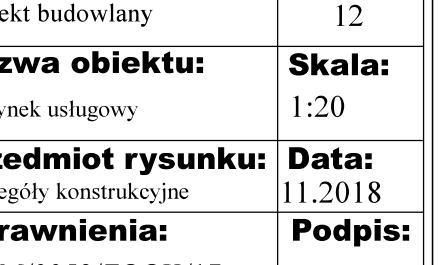 ekt budowlany 12
zwa obiektu: Skala:
ynek usługowy 1:20
zedmiot rysunku: Data:
egóły konstrukcyjne 11.2018
rawnienia: Podpis: